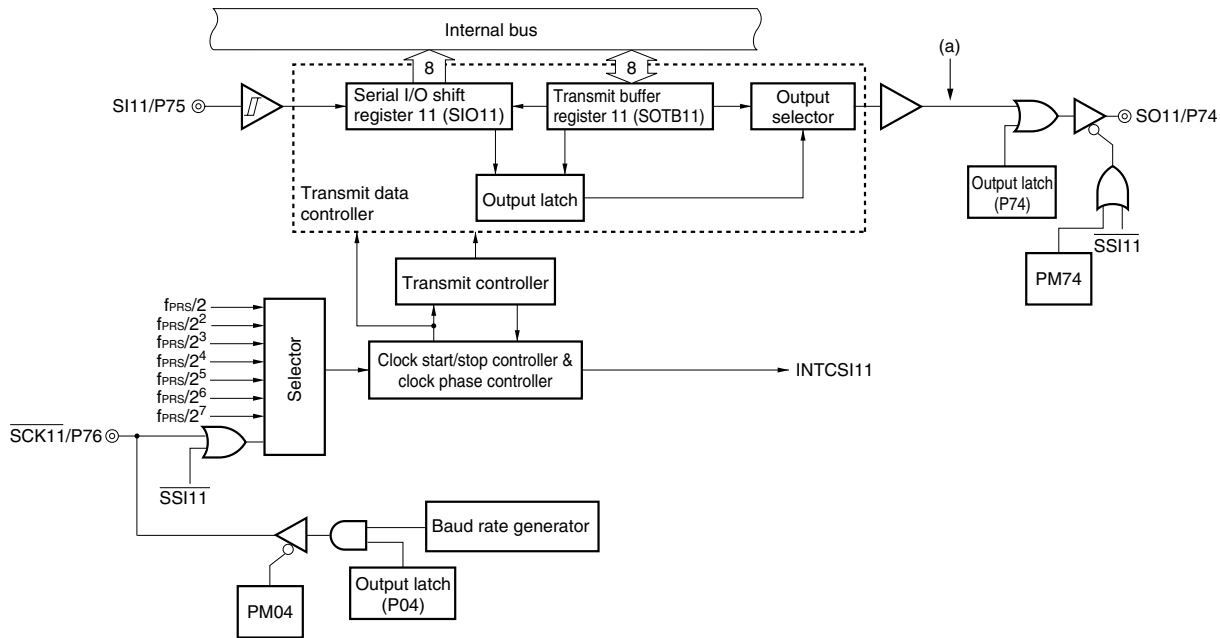 Internal bus
(a)
8
8
SI11/P75
Serial I/O shift
register 11 (SIO11)
Transmit buffer
register 11 (SOTB11)
Output
selector
SO11/P74
Output latch
Transmit data
controller
Output latch
(P74)
SSI11
PM74
Transmit controller
fPRS/2
fPRS/2²
fPRS/2³
fPRS/2⁴
fPRS/2⁵
fPRS/2⁶
fPRS/2⁷
Selector
Clock start/stop controller &
clock phase controller
INTCSI11
SCK11/P76
SSI11
Baud rate generator
Output latch
(P04)
PM04